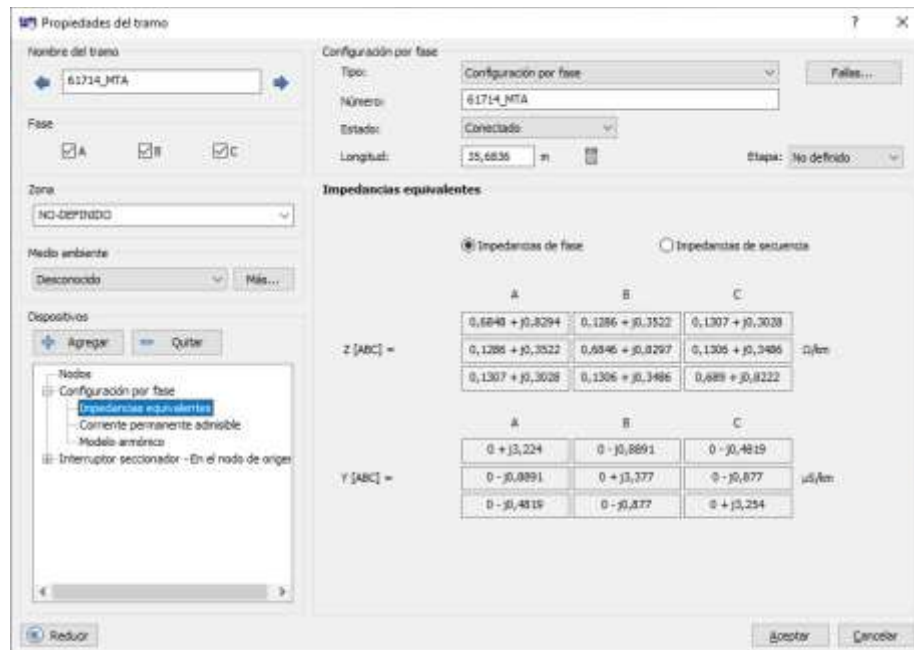 Propiedades del tramo
? ×
Nombre del tramo
61714_MTA
Fase
A B C
Zona
NO-DEFINIDO
Medio ambiente
Desconocido Más...
Dispositivos
Agregar Quitar
Nodos
Configuración por fase
Impedancias equivalentes
Corriente permanente admisible
Modelo armónico
Interruptor seccionador - En el nodo de origen
Reducir
Configuración por fase
Tipo: Configuración por fase Fallas...
Número: 61714_MTA
Estado: Conectado
Longitud: 35,6836 m Etapa: No definido
Impedancias equivalentes
Impedancias de fase Impedancias de secuencia
A B C
0,6848 + j0,8294 0,1286 + j0,3522 0,1307 + j0,3028
Z [ABC] = 0,1286 + j0,3522 0,6846 + j0,8297 0,1306 + j0,3486 Ω/km
0,1307 + j0,3028 0,1306 + j0,3486 0,689 + j0,8222
A B C
0 + j3,224 0 - j0,8891 0 - j0,4819
Y [ABC] = 0 - j0,8891 0 + j3,377 0 - j0,877 µS/km
0 - j0,4819 0 - j0,877 0 + j3,254
Aceptar Cancelar